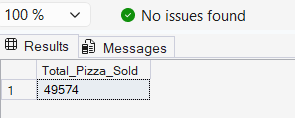 100 % No issues found
Results Messages
Total_Pizza_Sold
1 49574